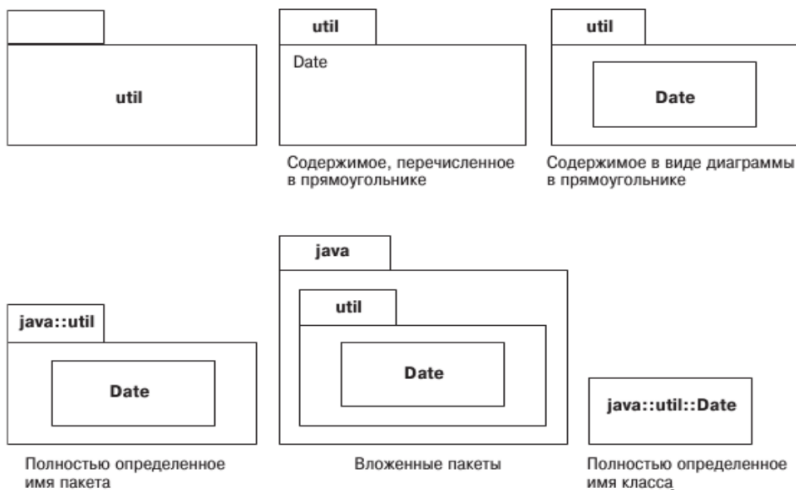 util
util
Date
util
Date
Содержимое, перечисленное
в прямоугольнике
Содержимое в виде диаграммы
в прямоугольнике
java::util
Date
Полностью определенное
имя пакета
java
util
Date
Вложенные пакеты
java::util::Date
Полностью определенное
имя класса